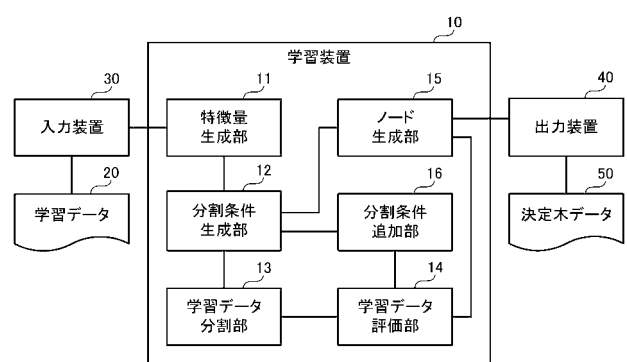 10
学習装置
30
11
15
40
入力装置
特徴量
生成部
ノード
生成部
出力装置
20
12
16
50
学習データ
分割条件
生成部
分割条件
追加部
決定木データ
13
14
学習データ
分割部
学習データ
評価部